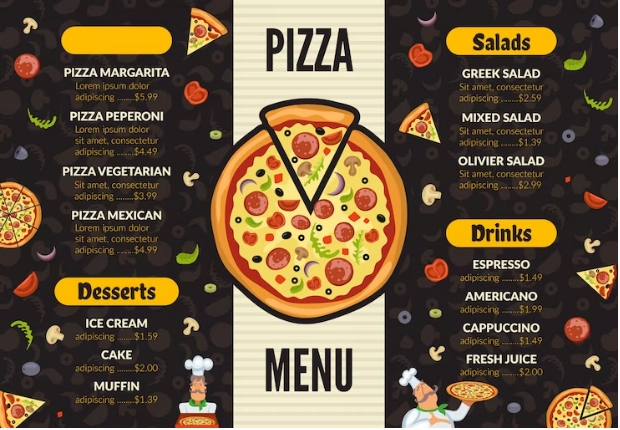 PIZZA MARGARITA
Lorem ipsum dolor
adipiscing ........$5.99
PIZZA PEPERONI
Lorem ipsum dolor
sit amet, consectetur
adipiscing ........$4.49
PIZZA VEGETARIAN
Sit amet, consectetur
adipiscing ........$3.99
PIZZA MEXICAN
Lorem ipsum dolor
sit amet, consectetur
adipiscing .......$4.99
Desserts
ICE CREAM
adipiscing ........$1.59
CAKE
adipiscing .......$2.00
MUFFIN
adipiscing .......$1.39
PIZZA
MENU
Salads
GREEK SALAD
Sit amet, consectetur
adipiscing ........$2.59
MIXED SALAD
Sit amet, consectetur
adipiscing ........$1.39
OLIVIER SALAD
Sit amet, consectetur
adipiscing ........$2.99
Drinks
ESPRESSO
adipiscing ........$1.49
AMERICANO
adipiscing ........$1.99
CAPPUCCINO
adipiscing ........$1.49
FRESH JUICE
adipiscing .......$2.00